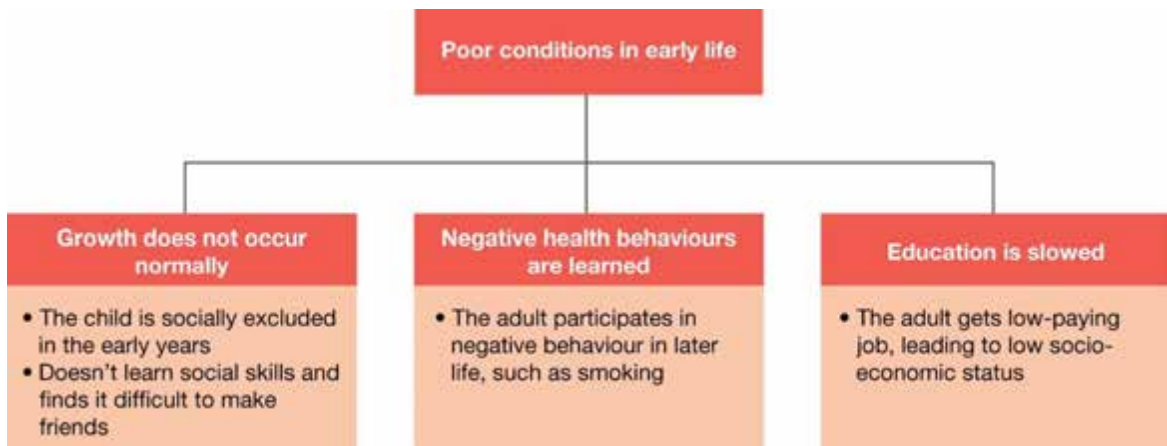 Poor conditions in early life
Growth does not occur
normally
• The child is socially excluded
in the early years
• Doesn't learn social skills and
finds it difficult to make
friends
Negative health behaviours
are learned
• The adult participates in
negative behaviour in later
life, such as smoking
Education is slowed
• The adult gets low-paying
job, leading to low socio-
economic status